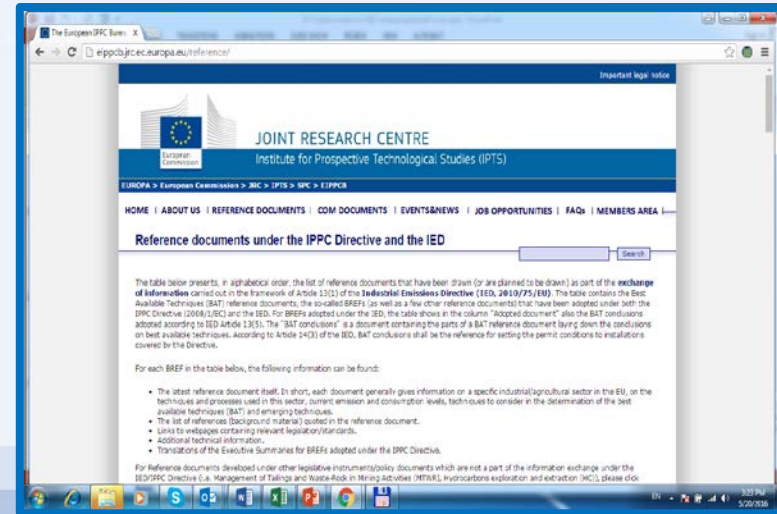 The European IPPC Bure
eippcb.jrc.ec.europa.eu/reference/
Important legal notice
European
Commission
JOINT RESEARCH CENTRE
Institute for Prospective Technological Studies (IPTS)
EUROPA > European Commission > JRC > IPTS > SPC > EIPPCB
HOME | ABOUT US | REFERENCE DOCUMENTS | COM DOCUMENTS | EVENTS&NEWS | JOB OPPORTUNITIES | FAQs | MEMBERS AREA |
Reference documents under the IPPC Directive and the IED
Search
The table below presents, in alphabetical order, the list of reference documents that have been drawn (or are planned to be drawn) as part of the exchange
of information carried out in the framework of Article 13(1) of the Industrial Emissions Directive (IED, 2010/75/EU). The table contains the Best
Available Techniques (BAT) reference documents, the so-called BREFs (as well as a few other reference documents) that have been adopted under both the
IPPC Directive (2008/1/EC) and the IED. For BREFs adopted under the IED, the table shows in the column "Adopted document" also the BAT conclusions
adopted according to IED Article 13(5). The "BAT conclusions" is a document containing the parts of a BAT reference document laying down the conclusions
on best available techniques. According to Article 14(3) of the IED, BAT conclusions shall be the reference for setting the permit conditions to installations
covered by the Directive.
For each BREF in the table below, the following information can be found:
• The latest reference document itself. In short, each document generally gives information on a specific industrial/agricultural sector in the EU, on the
techniques and processes used in this sector, current emission and consumption levels, techniques to consider in the determination of the best
available techniques (BAT) and emerging techniques.
• The list of references (background material) quoted in the reference document.
• Links to webpages containing relevant legislation/standards.
• Additional technical information.
• Translations of the Executive Summaries for BREFs adopted under the IPPC Directive.
For Reference documents developed under other legislative instruments/policy documents which are not a part of the information exchange under the
IED/IPPC Directive (i.e. Management of Tailings and Waste-Rock in Mining Activities (MTWR), Hydrocarbons exploration and extraction (HC)), please click
EN
3:23 PM
5/20/2016